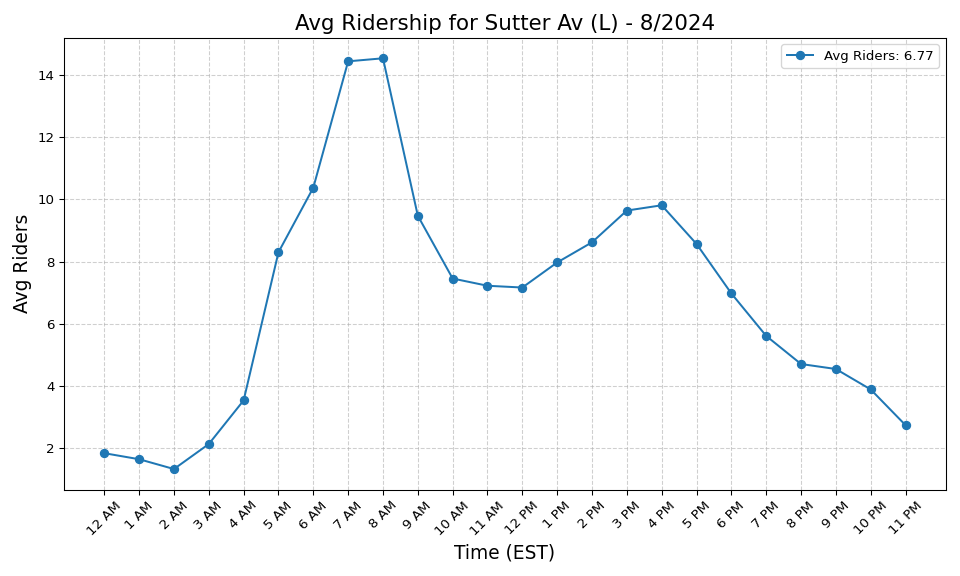 Avg Ridership for Sutter Av (L) - 8/2024
Avg Riders: 6.77
Avg Riders
14
12
10
8
6
4
2
12 AM
1 AM
2 AM
3 AM
4 AM
5 AM
6 AM
7 AM
8 AM
9 AM
10 AM
11 AM
12 PM
1 PM
2 PM
3 PM
4 PM
5 PM
6 PM
7 PM
8 PM
9 PM
10 PM
11 PM
Time (EST)